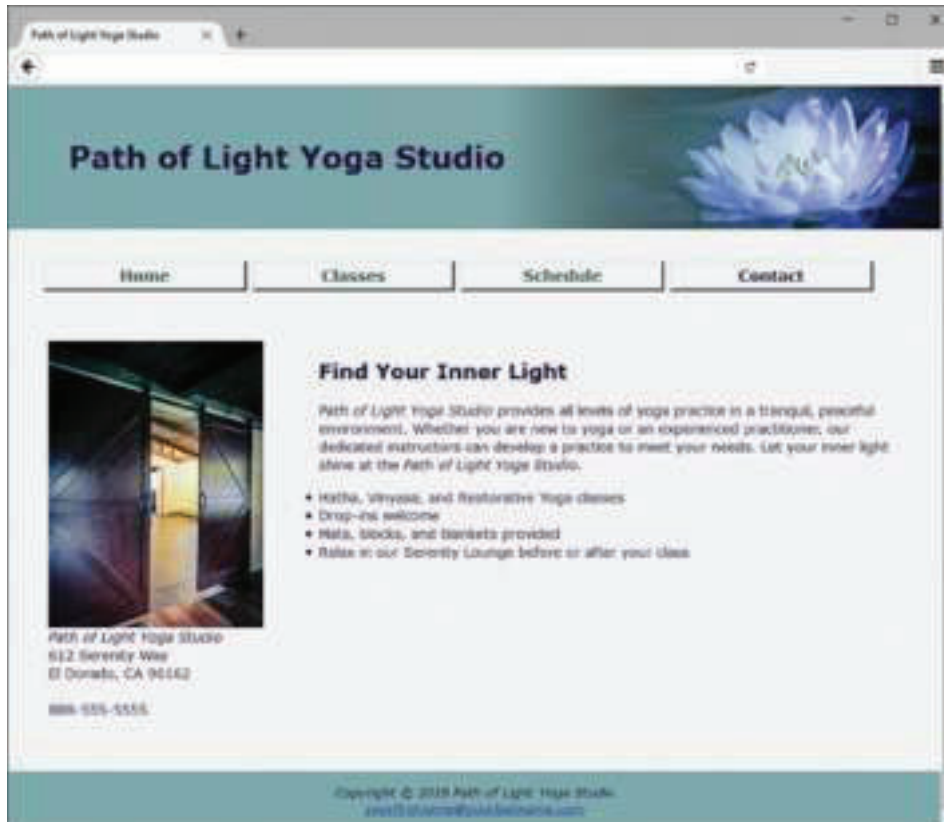 Path of Light Yoga Studio
Path of Light Yoga Studio
Home Classes Schedule Contact
Find Your Inner Light
Path of Light Yoga Studio provides all levels of yoga practice in a tranquil, peaceful
environment. Whether you are new to yoga or an experienced practitioner, our
dedicated instructors can develop a practice to meet your needs. Let your inner light
shine at the Path of Light Yoga Studio.
• Hatha, Vinyasa, and Restorative Yoga classes
• Drop-ins welcome
• Mats, blocks, and blankets provided
• Relax in our Serenity Lounge before or after your class
Path of Light Yoga Studio
612 Serenity Way
El Dorado, CA 96162
888-555-5555
Copyright © Path of Light Yoga Studio